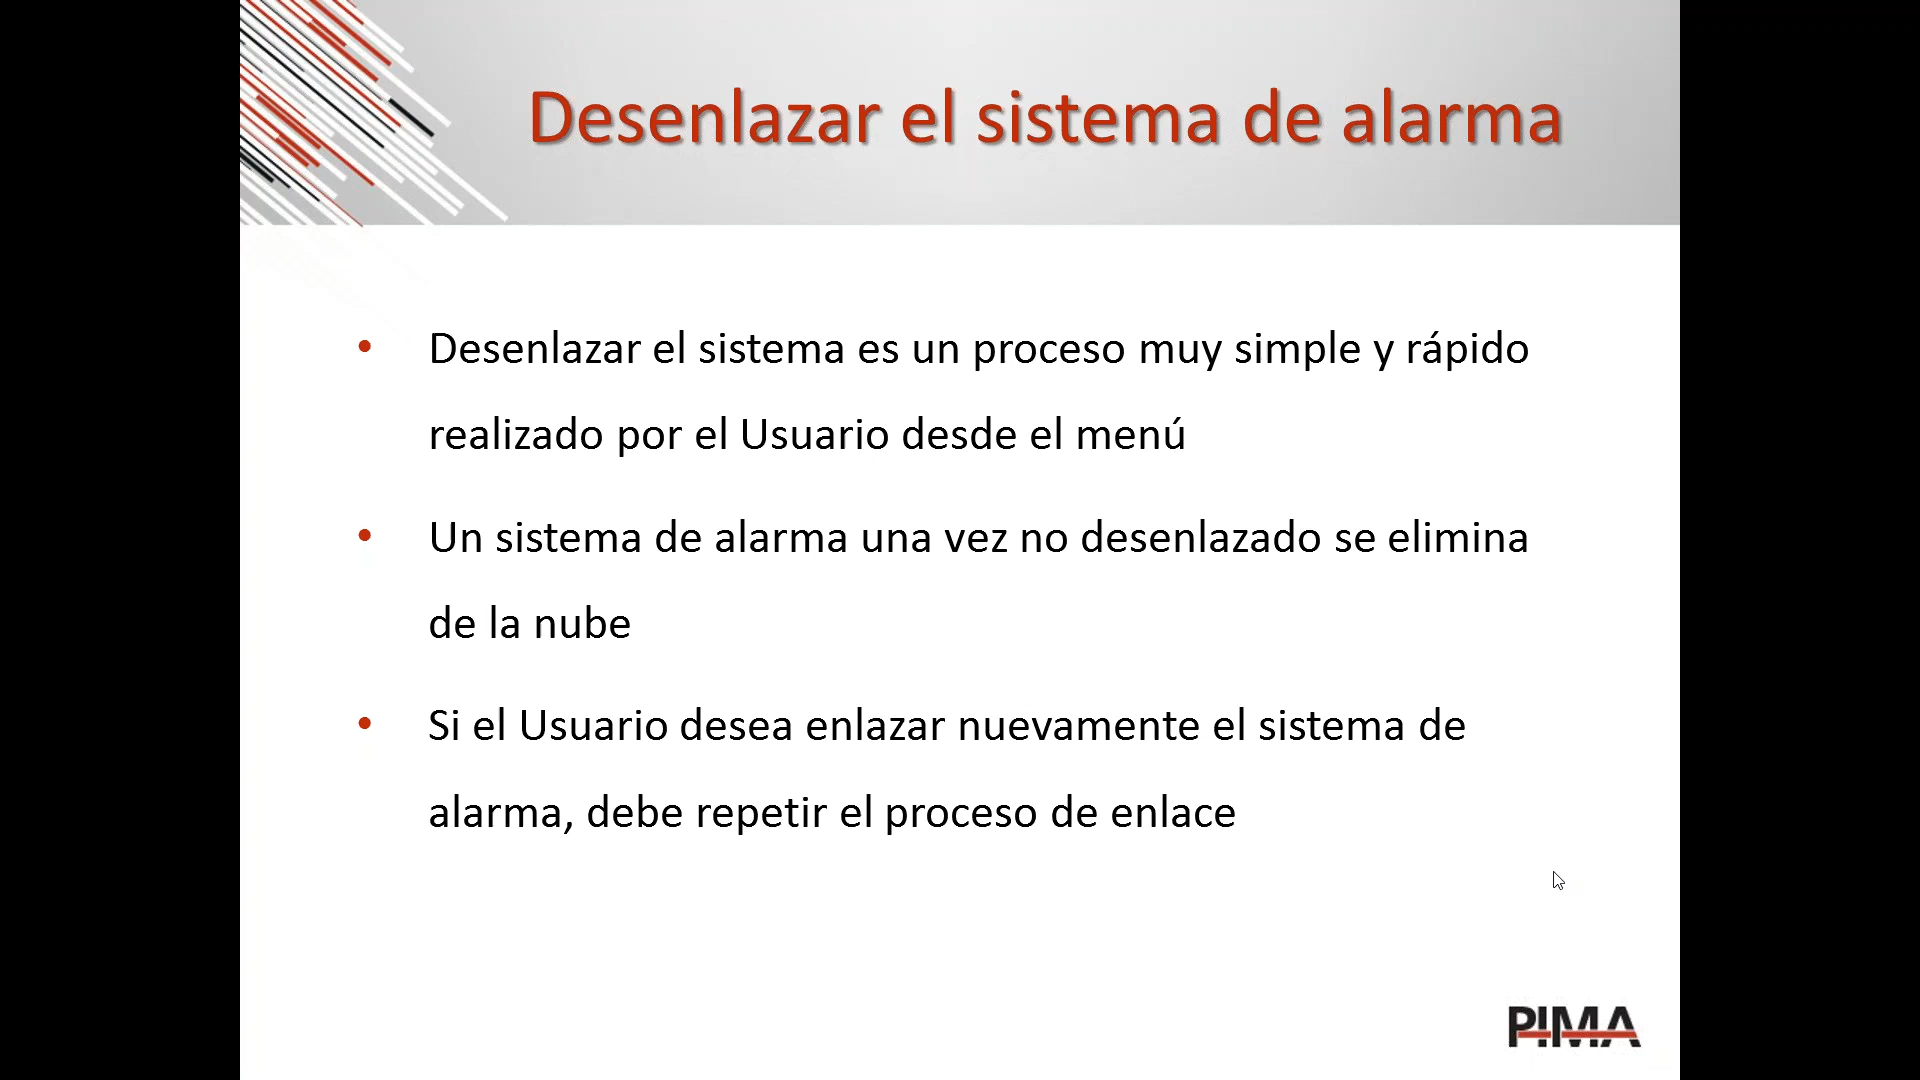 Desenlazar el sistema de alarma
• Desenlazar el sistema es un proceso muy simple y rápido
realizado por el Usuario desde el menú
• Un sistema de alarma una vez no desenlazado se elimina
de la nube
• Si el Usuario desea enlazar nuevamente el sistema de
alarma, debe repetir el proceso de enlace
PIMA